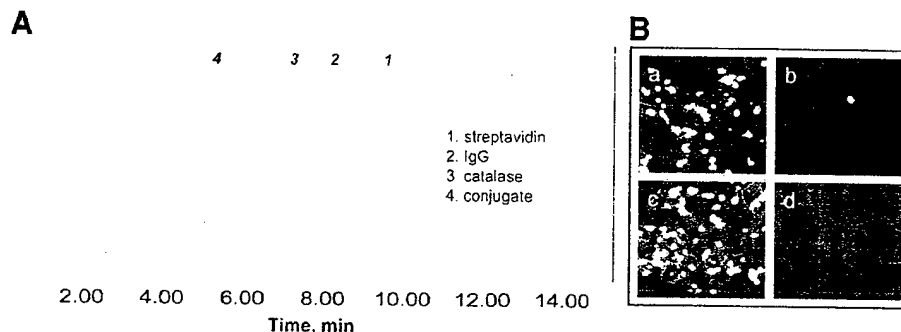 A
4 3 2 1
1. streptavidin
2. IgG
3 catalase
4. conjugate
2.00 4.00 6.00 8.00 10.00 12.00 14.00
Time, min
B
a b
c d